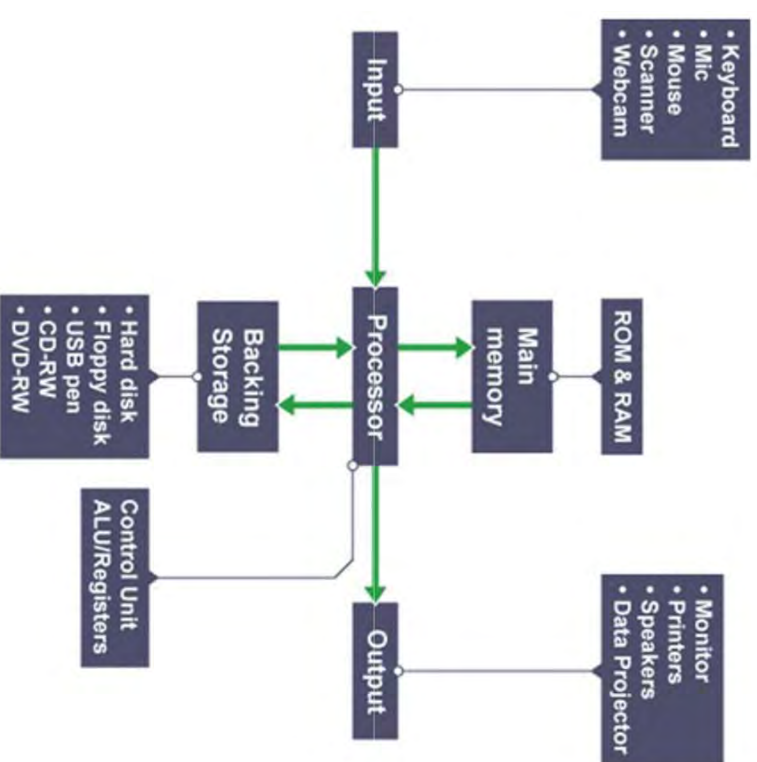 • Keyboard
• Mic
• Mouse
• Scanner
• Webcam
ROM & RAM
• Monitor
• Printers
• Speakers
• Data Projector
Main
memory
Input
Processor
Output
Backing
Storage
• Hard disk
• Floppy disk
• USB pen
• CD-RW
• DVD-RW
Control Unit
ALU/Registers